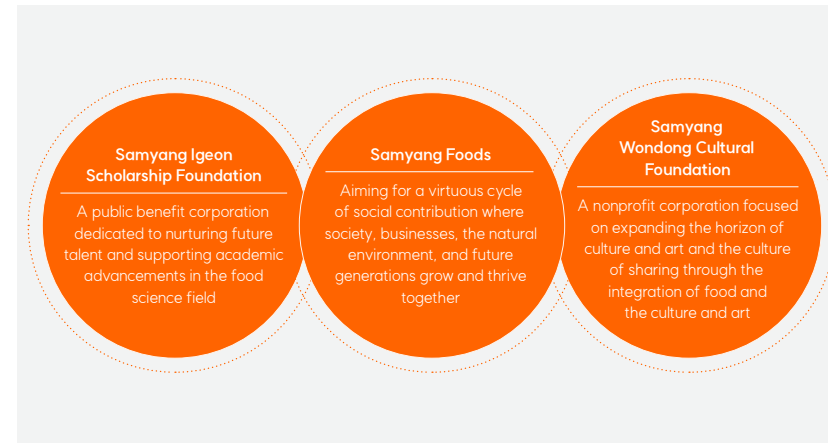 Samyang Igeon
Scholarship Foundation
A public benefit corporation
dedicated to nurturing future
talent and supporting academic
advancements in the food
science field
Samyang Foods
Aiming for a virtuous cycle
of social contribution where
society, businesses, the natural
environment, and future
generations grow and thrive
together
Samyang
Wondong Cultural
Foundation
A nonprofit corporation focused
on expanding the horizon of
culture and art and the culture
of sharing through the
integration of food and
the culture and art